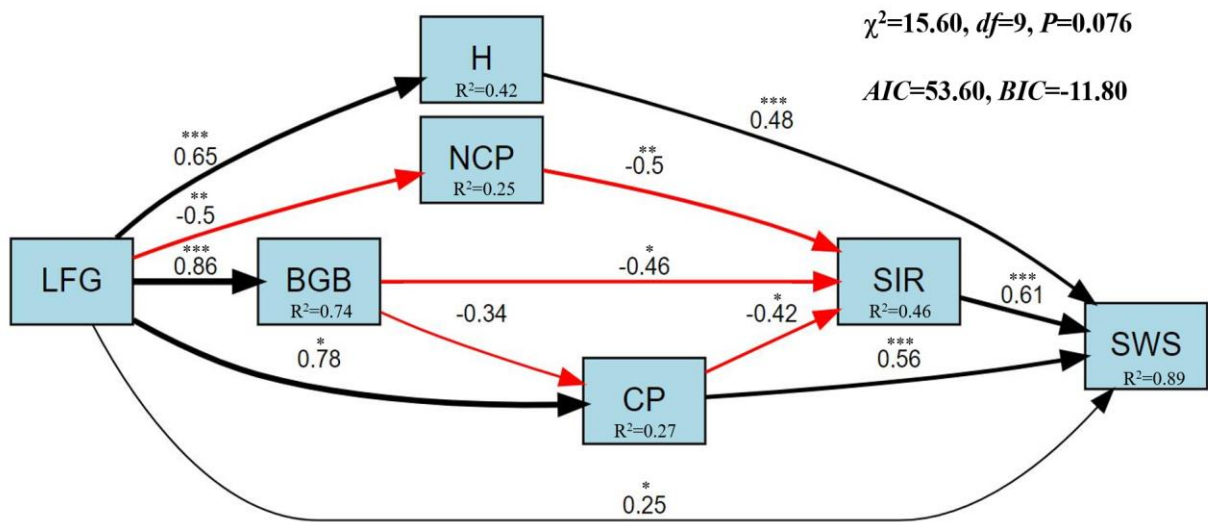 χ²=15.60, df=9, P=0.076
AIC=53.60, BIC=-11.80
H
R²=0.42
***
0.48
***
0.65
NCP
R²=0.25
**
-0.5
**
-0.5
LFG
***
0.86
BGB
R²=0.74
*
-0.46
SIR
R²=0.46
***
0.61
-0.34
*
-0.42
*
0.78
***
0.56
SWS
R²=0.89
CP
R²=0.27
*
0.25